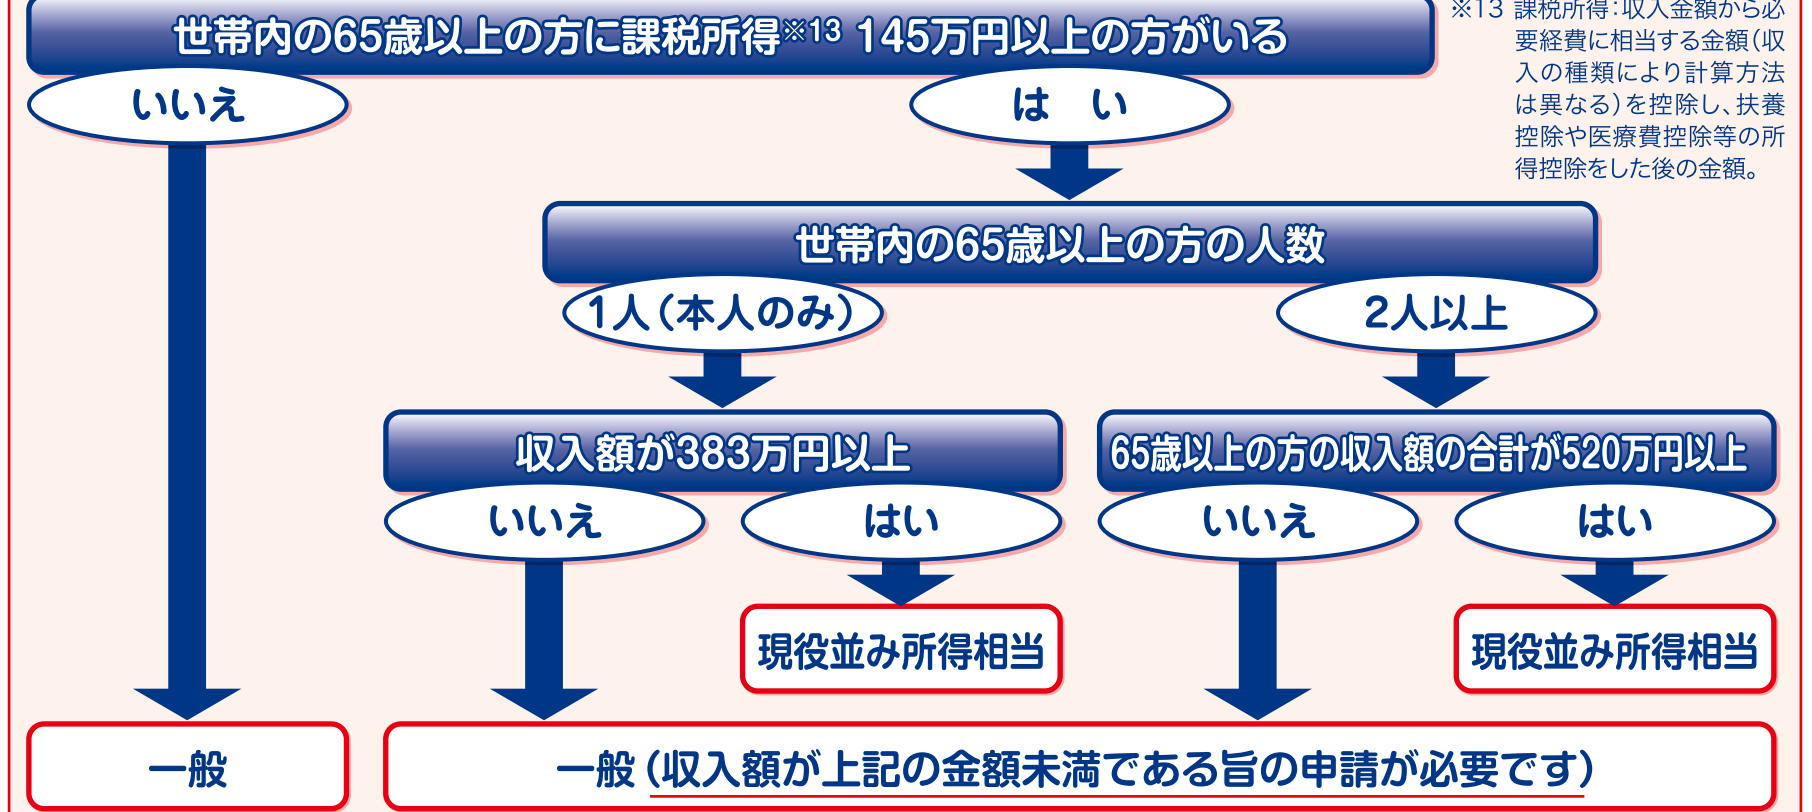 世帯内の65歳以上の方に課税所得※13 145万円以上の方がいる
※13 課税所得：収入金額から必
要経費に相当する金額（収
入の種類により計算方法
は異なる）を控除し、扶養
控除や医療費控除等の所
得控除をした後の金額。
いいえ
は　い
世帯内の65歳以上の方の人数
1人（本人のみ）
2人以上
収入額が383万円以上
65歳以上の方の収入額の合計が520万円以上
いいえ
はい
いいえ
はい
現役並み所得相当
現役並み所得相当
一般
一般（収入額が上記の金額未満である旨の申請が必要です）